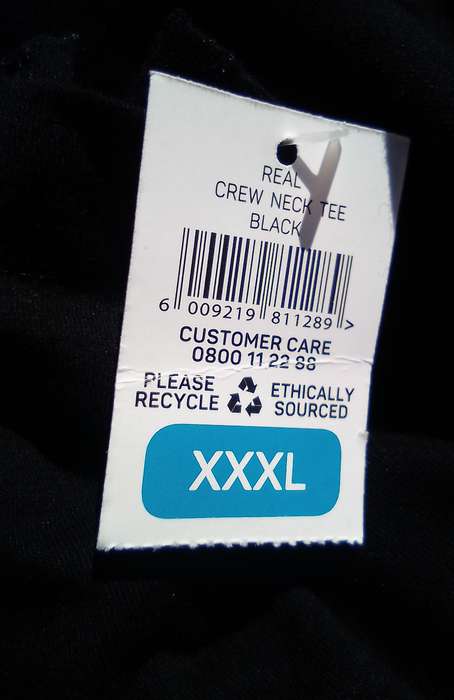 REAL
CREW NECK TEE
BLACK
6 009219 811289 >
CUSTOMER CARE
0800 11 22 88
PLEASE
RECYCLE
ETHICALLY
SOURCED
XXXL